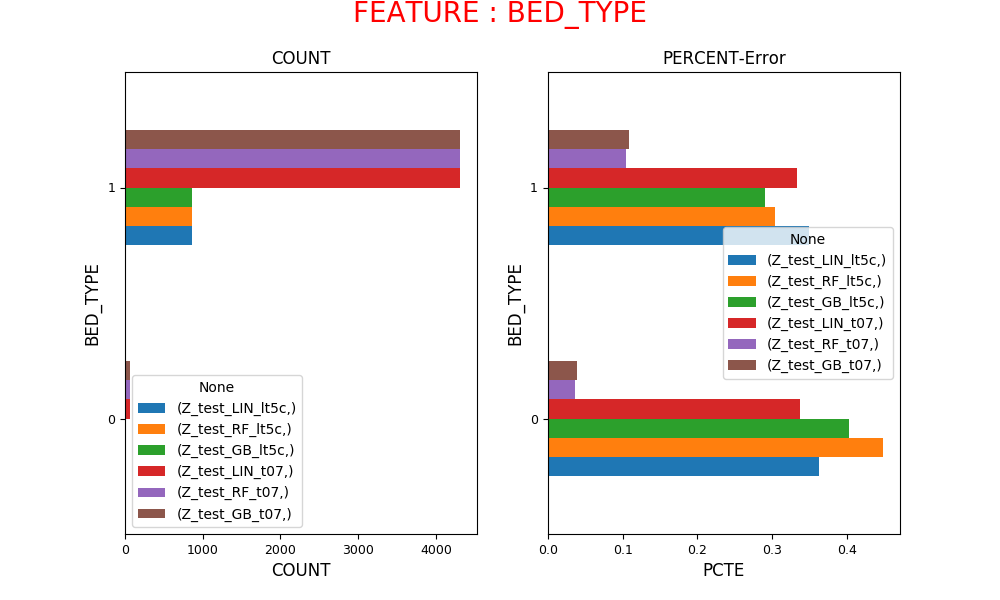 FEATURE : BED_TYPE
COUNT
1
0
BED_TYPE
None
(Z_test_LIN_lt5c,)
(Z_test_RF_lt5c,)
(Z_test_GB_lt5c,)
(Z_test_LIN_t07,)
(Z_test_RF_t07,)
(Z_test_GB_t07,)
0 1000 2000 3000 4000
COUNT
PERCENT-Error
1
0
BED_TYPE
None
(Z_test_LIN_lt5c,)
(Z_test_RF_lt5c,)
(Z_test_GB_lt5c,)
(Z_test_LIN_t07,)
(Z_test_RF_t07,)
(Z_test_GB_t07,)
0.0 0.1 0.2 0.3 0.4
PCTE